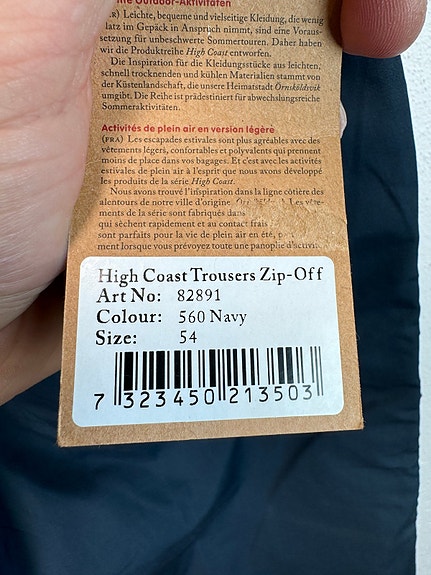 Outdoor-Aktivitäten
Leichte, bequeme und vielseitige Kleidung, die wenig
Platz im Gepäck in Anspruch nimmt, sind eine Voraus-
setzung für unbeschwerte Sommertouren. Daher haben
wir die Produktreihe High Coast entworfen.
Die Inspiration für die Kleidungsstücke aus leichten,
schnell trocknenden und kühlen Materialien stammt von
der Küstenlandschaft, die unsere Heimatstadt Örnsköldsvik
umgibt. Die Reihe ist prädestiniert für abwechslungsreiche
Sommeraktivitäten.
Activités de plein air en version légère
(FRA) Les escapades estivales sont plus agréables avec des
vêtements légers, confortables et polyvalents qui prennent
moins de place dans vos bagages. Et c'est avec les activités
estivales de plein air à l'esprit que nous avons développé
les produits de la série High Coast.
Nous avons trouvé l'inspiration dans la ligne côtière des
alentours de notre ville d'origine, Les vête-
ments de la série sont fabriqués dans
qui sèchent rapidement et au contact frais
sont parfaits pour la vie de plein air en été,
ment lorsque vous prévoyez toute une panoplie d'activi
High Coast Trousers Zip-Off
Art No: 82891
Colour: 560 Navy
Size: 54
7 323450 213503